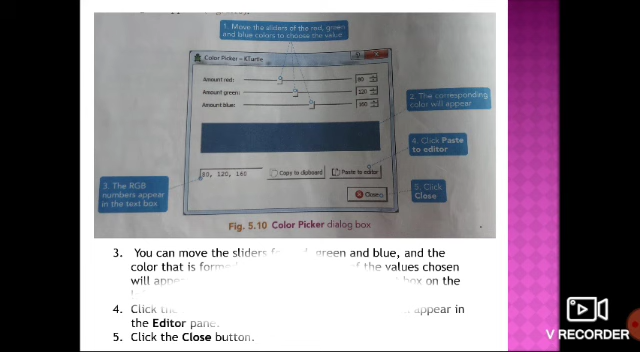 1. Move the sliders of the red, green
and blue colors to choose the value
Color Picker - KTurtle
Amount red:
Amount green:
120
Amount blue:
2. The corresponding
color will appear
4. Click Paste
to editor
80, 120, 160
Copy to clipboard
Paste to editor
3. The RGB
numbers appear
in the text box
Close
5. Click
Close
Fig. 5.10 Color Picker dialog box
3. You can move the sliders green and blue, and the
color that is of the values chosen
will box on the
4. Click appear in
the Editor pane.
5. Click the Close button.
V RECORDER